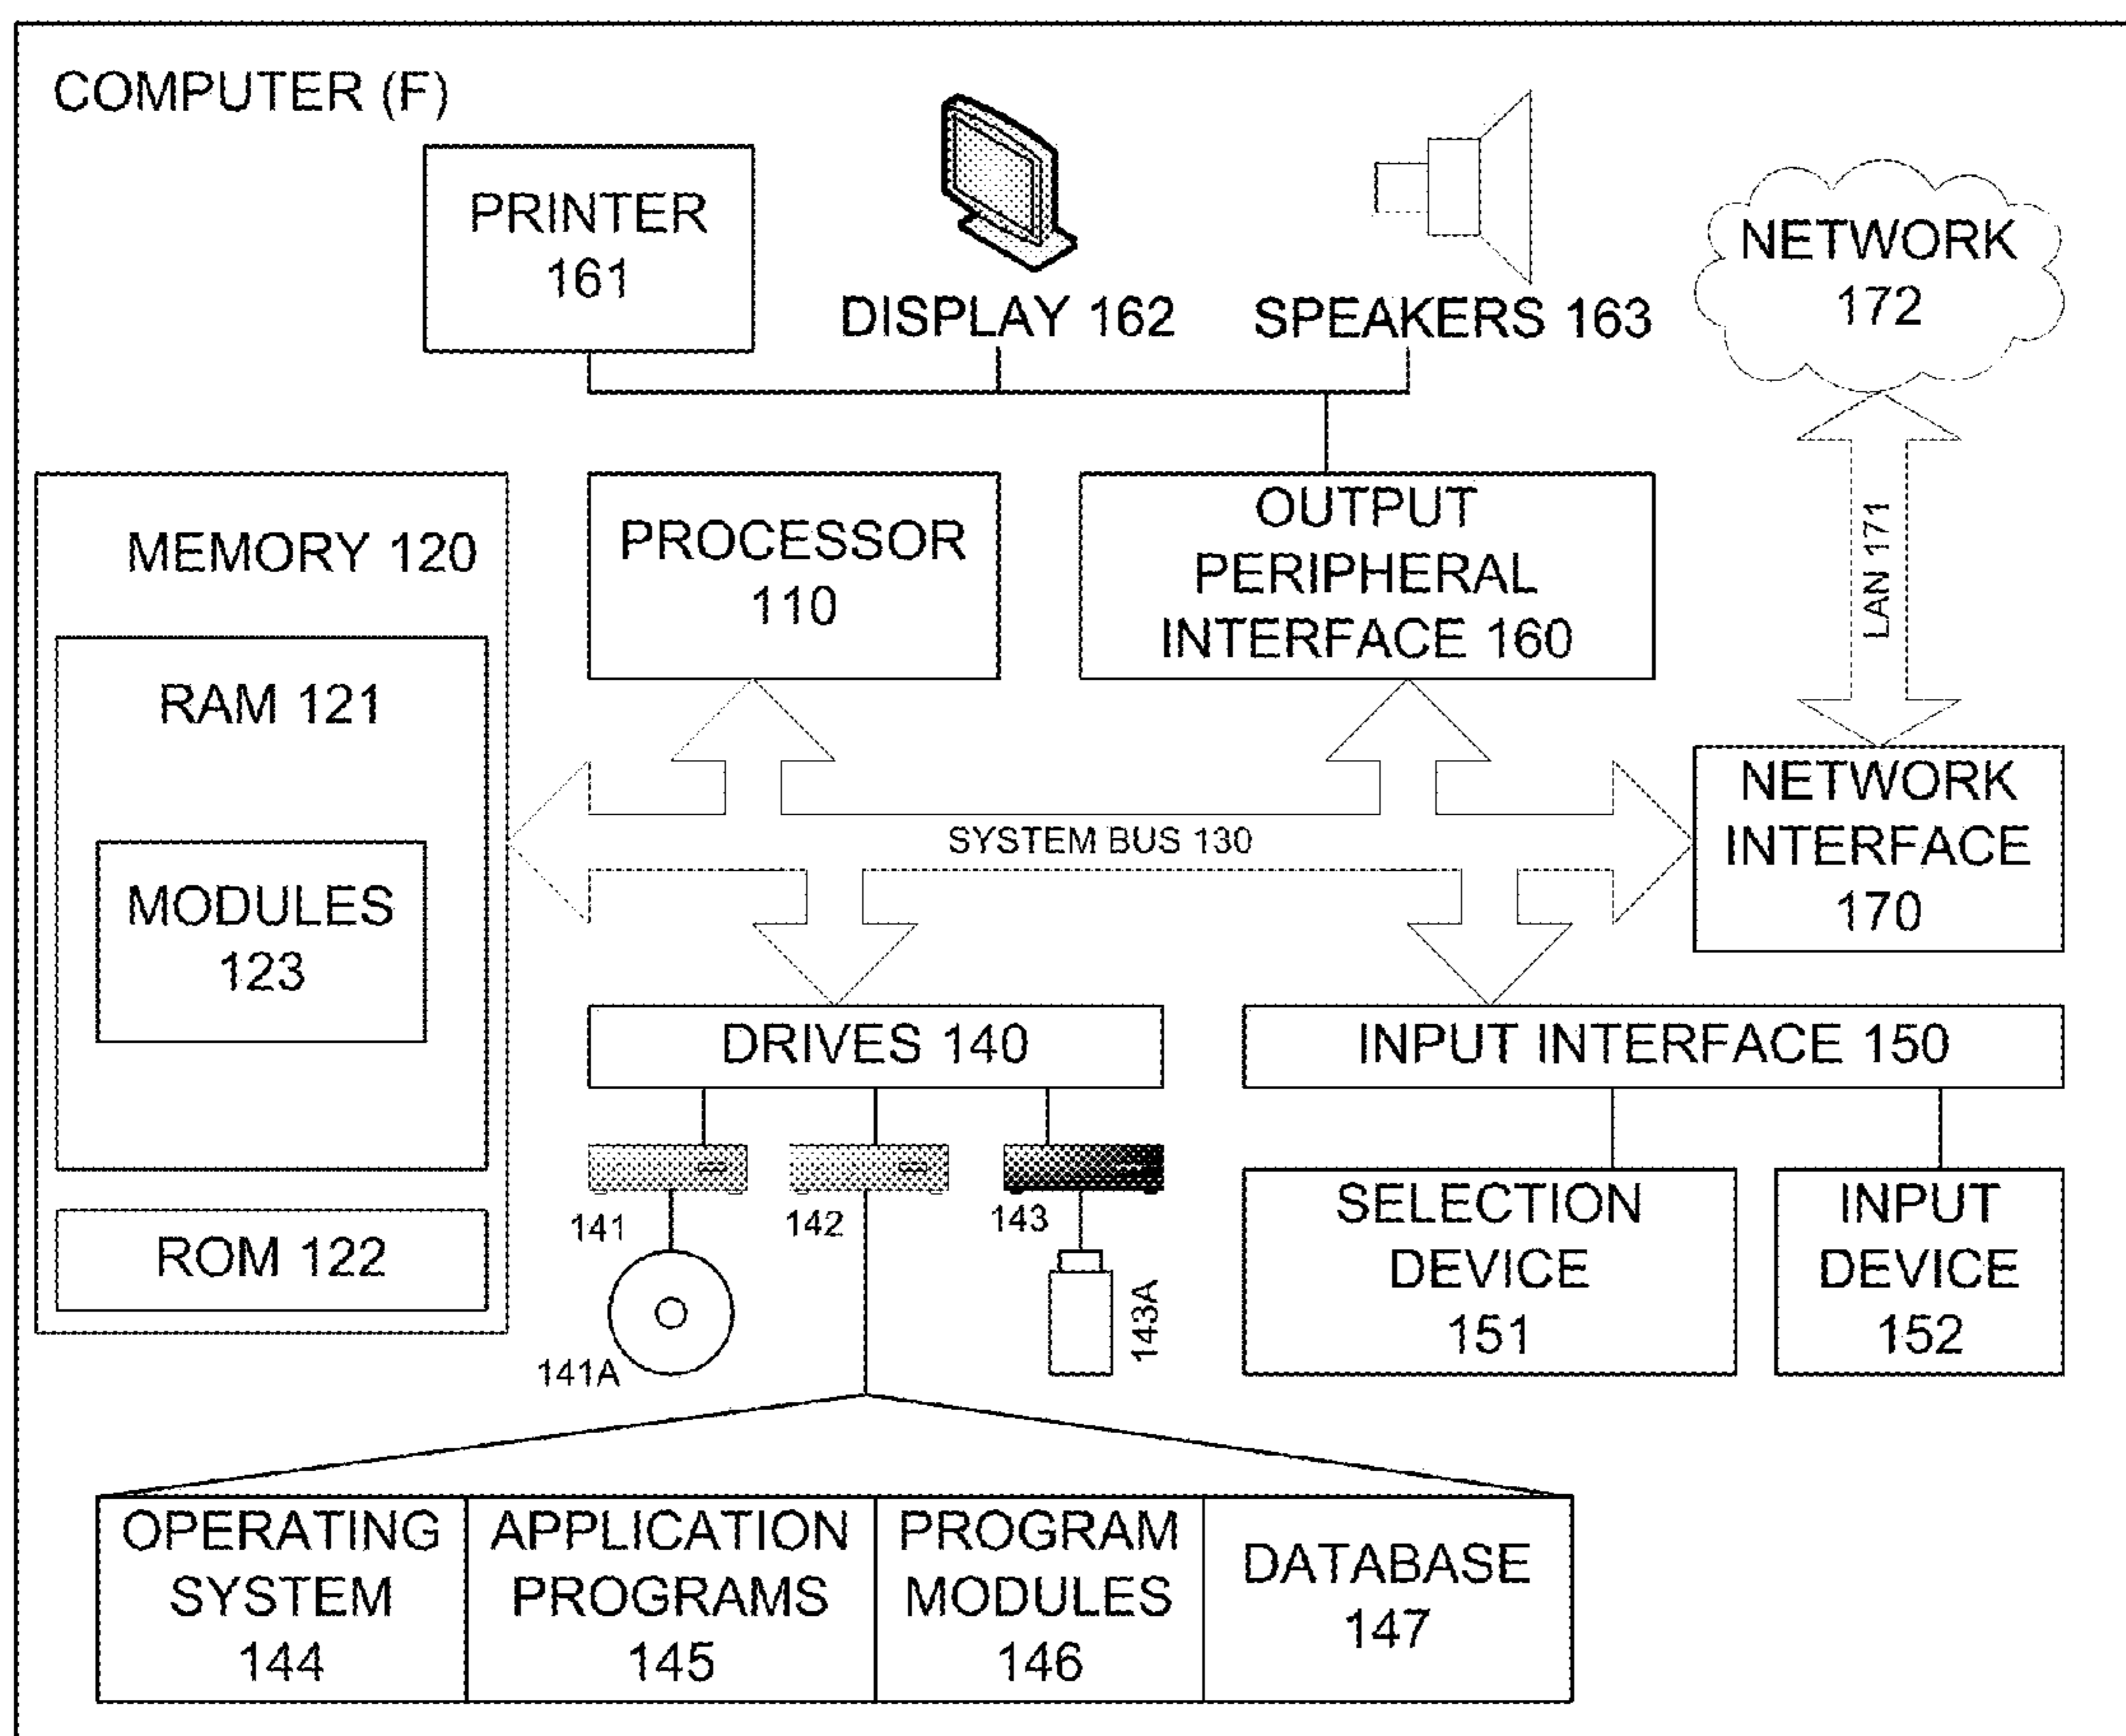 COMPUTER (F)
PRINTER
161
DISPLAY 162
SPEAKERS 163
NETWORK
172
LAN 171
MEMORY 120
RAM 121
MODULES
123
ROM 122
PROCESSOR
110
OUTPUT
PERIPHERAL
INTERFACE 160
SYSTEM BUS 130
NETWORK
INTERFACE
170
DRIVES 140
141
142
143
141A
143A
INPUT INTERFACE 150
SELECTION
DEVICE
151
INPUT
DEVICE
152
OPERATING
SYSTEM
144
APPLICATION
PROGRAMS
145
PROGRAM
MODULES
146
DATABASE
147